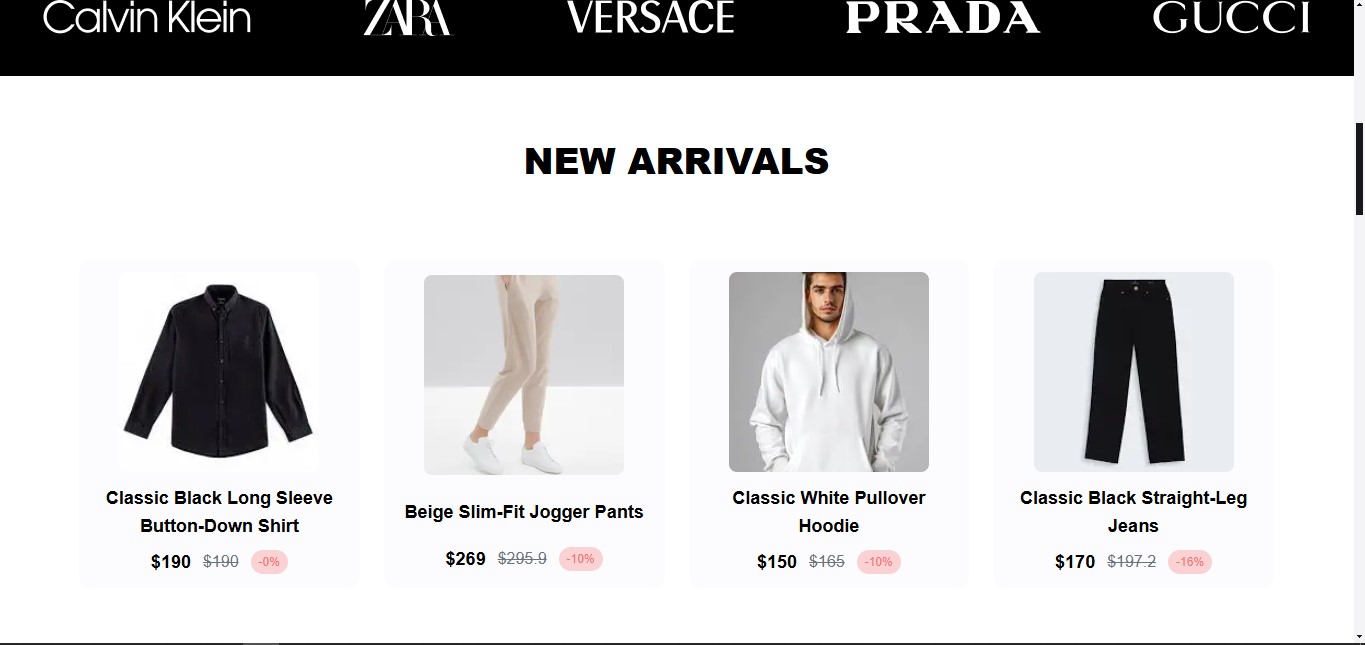 Calvin Klein ZARA VERSACE PRADA GUCCI
NEW ARRIVALS
Classic Black Long Sleeve
Button-Down Shirt
$190 $190 -0%
Beige Slim-Fit Jogger Pants
$269 $295.9 -10%
Classic White Pullover
Hoodie
$150 $165 -10%
Classic Black Straight-Leg
Jeans
$170 $197.2 -16%